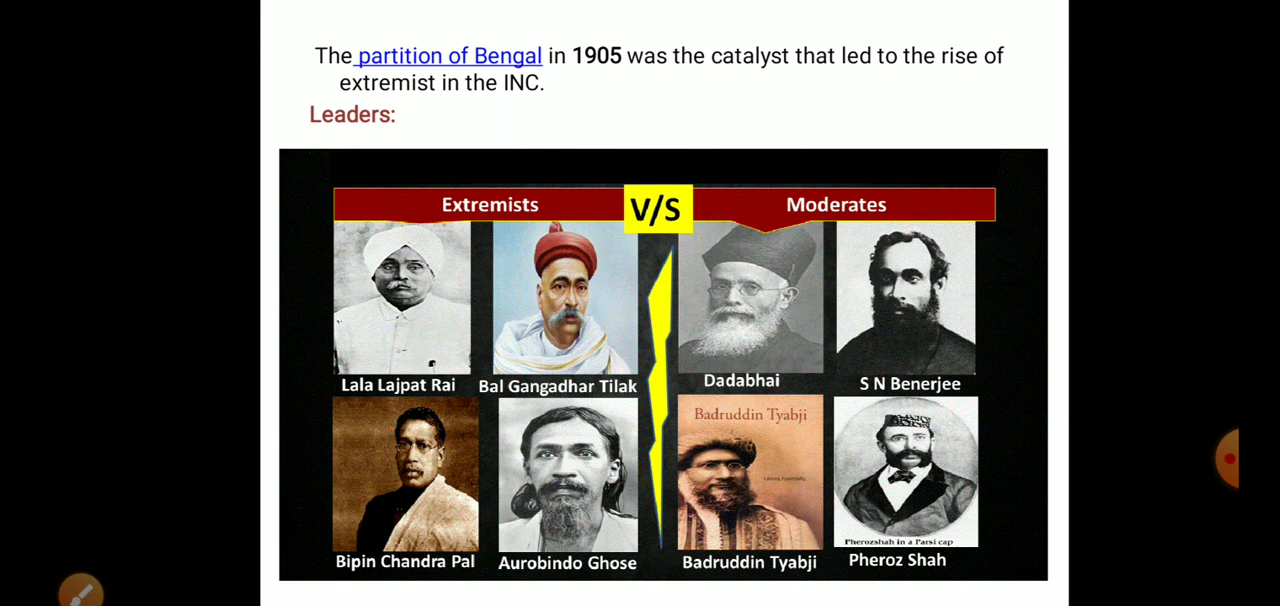 The partition of Bengal in 1905 was the catalyst that led to the rise of
extremist in the INC.
Leaders:
Extremists
V/S
Moderates
Lala Lajpat Rai
Bal Gangadhar Tilak
Dadabhai
S N Benerjee
Badruddin Tyabji
Pherozshah in a Parsi cap
Bipin Chandra Pal
Aurobindo Ghose
Badruddin Tyabji
Pheroz Shah